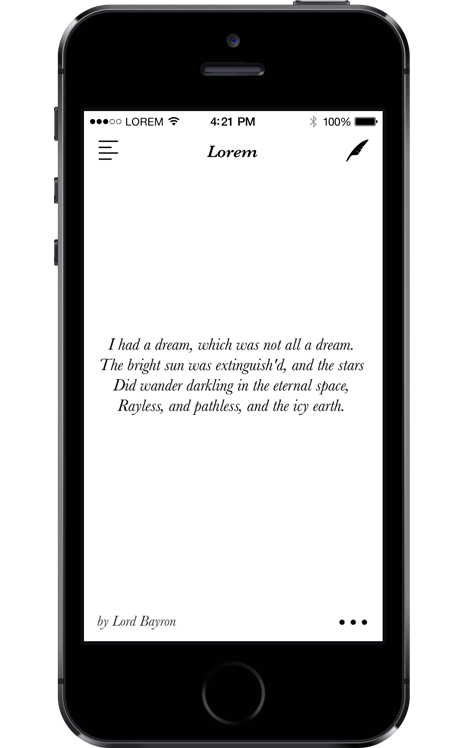 LOREM 4:21 PM 100%
Lorem
I had a dream, which was not all a dream.
The bright sun was extinguish'd, and the stars
Did wander darkling in the eternal space,
Rayless, and pathless, and the icy earth.
by Lord Bayron